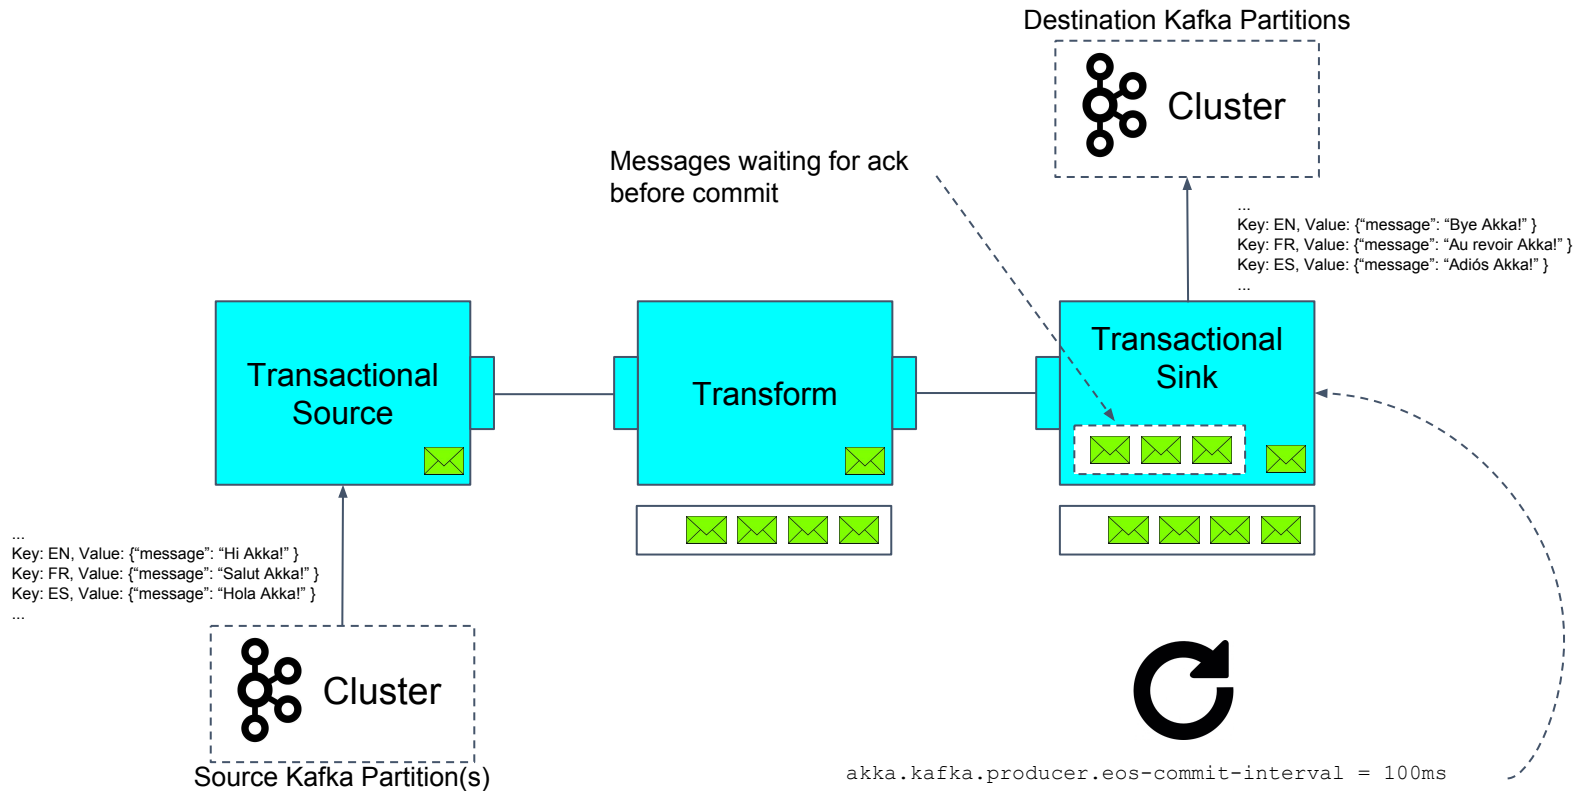 Destination Kafka Partitions
Cluster
Messages waiting for ack
before commit
...
Key: EN, Value: {“message”: “Bye Akka!” }
Key: FR, Value: {“message”: “Au revoir Akka!” }
Key: ES, Value: {“message”: “Adiós Akka!” }
...
Transactional
Source
Transform
Transactional
Sink
...
Key: EN, Value: {“message”: “Hi Akka!” }
Key: FR, Value: {“message”: “Salut Akka!” }
Key: ES, Value: {“message”: “Hola Akka!” }
...
Cluster
Source Kafka Partition(s)
akka.kafka.producer.eos-commit-interval = 100ms